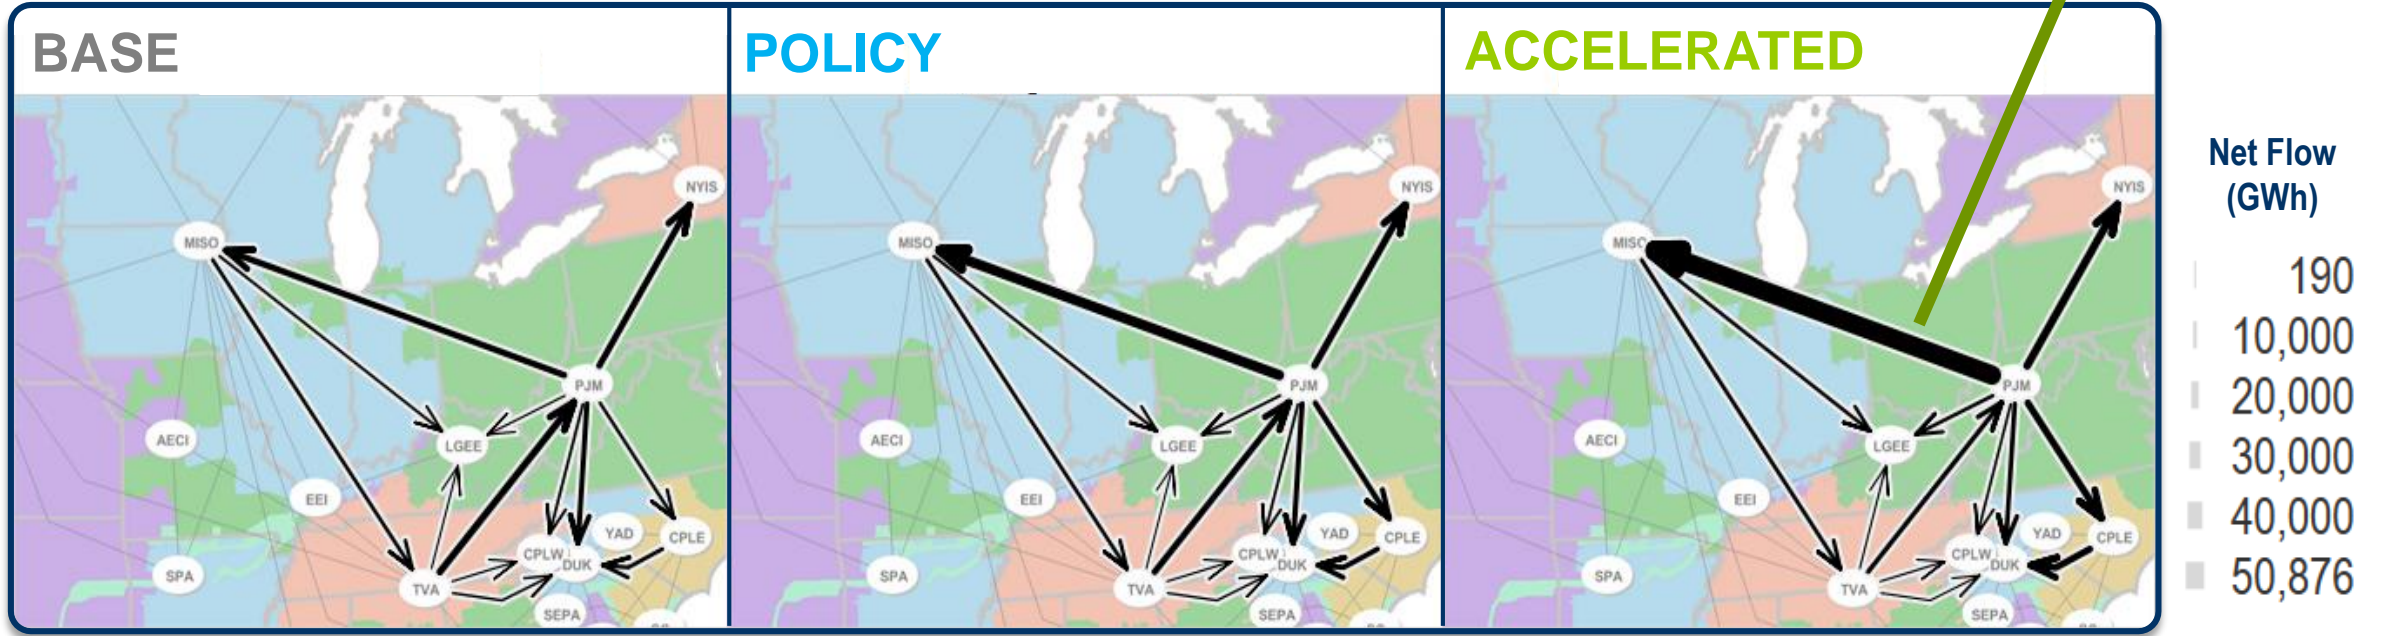 BASE
POLICY
ACCELERATED
NYIS
MISO
PJM
LGEE
AECI
EEI
YAD
CPLE
CPLW
DUK
SPA
TVA
SEPA
NYIS
MISO
PJM
LGEE
AECI
EEI
YAD
CPLE
CPLW
DUK
SPA
TVA
SEPA
NYIS
MISO
PJM
LGEE
AECI
EEI
YAD
CPLE
CPLW
DUK
SPA
TVA
SEPA
Net Flow
(GWh)
190
10,000
20,000
30,000
40,000
50,876